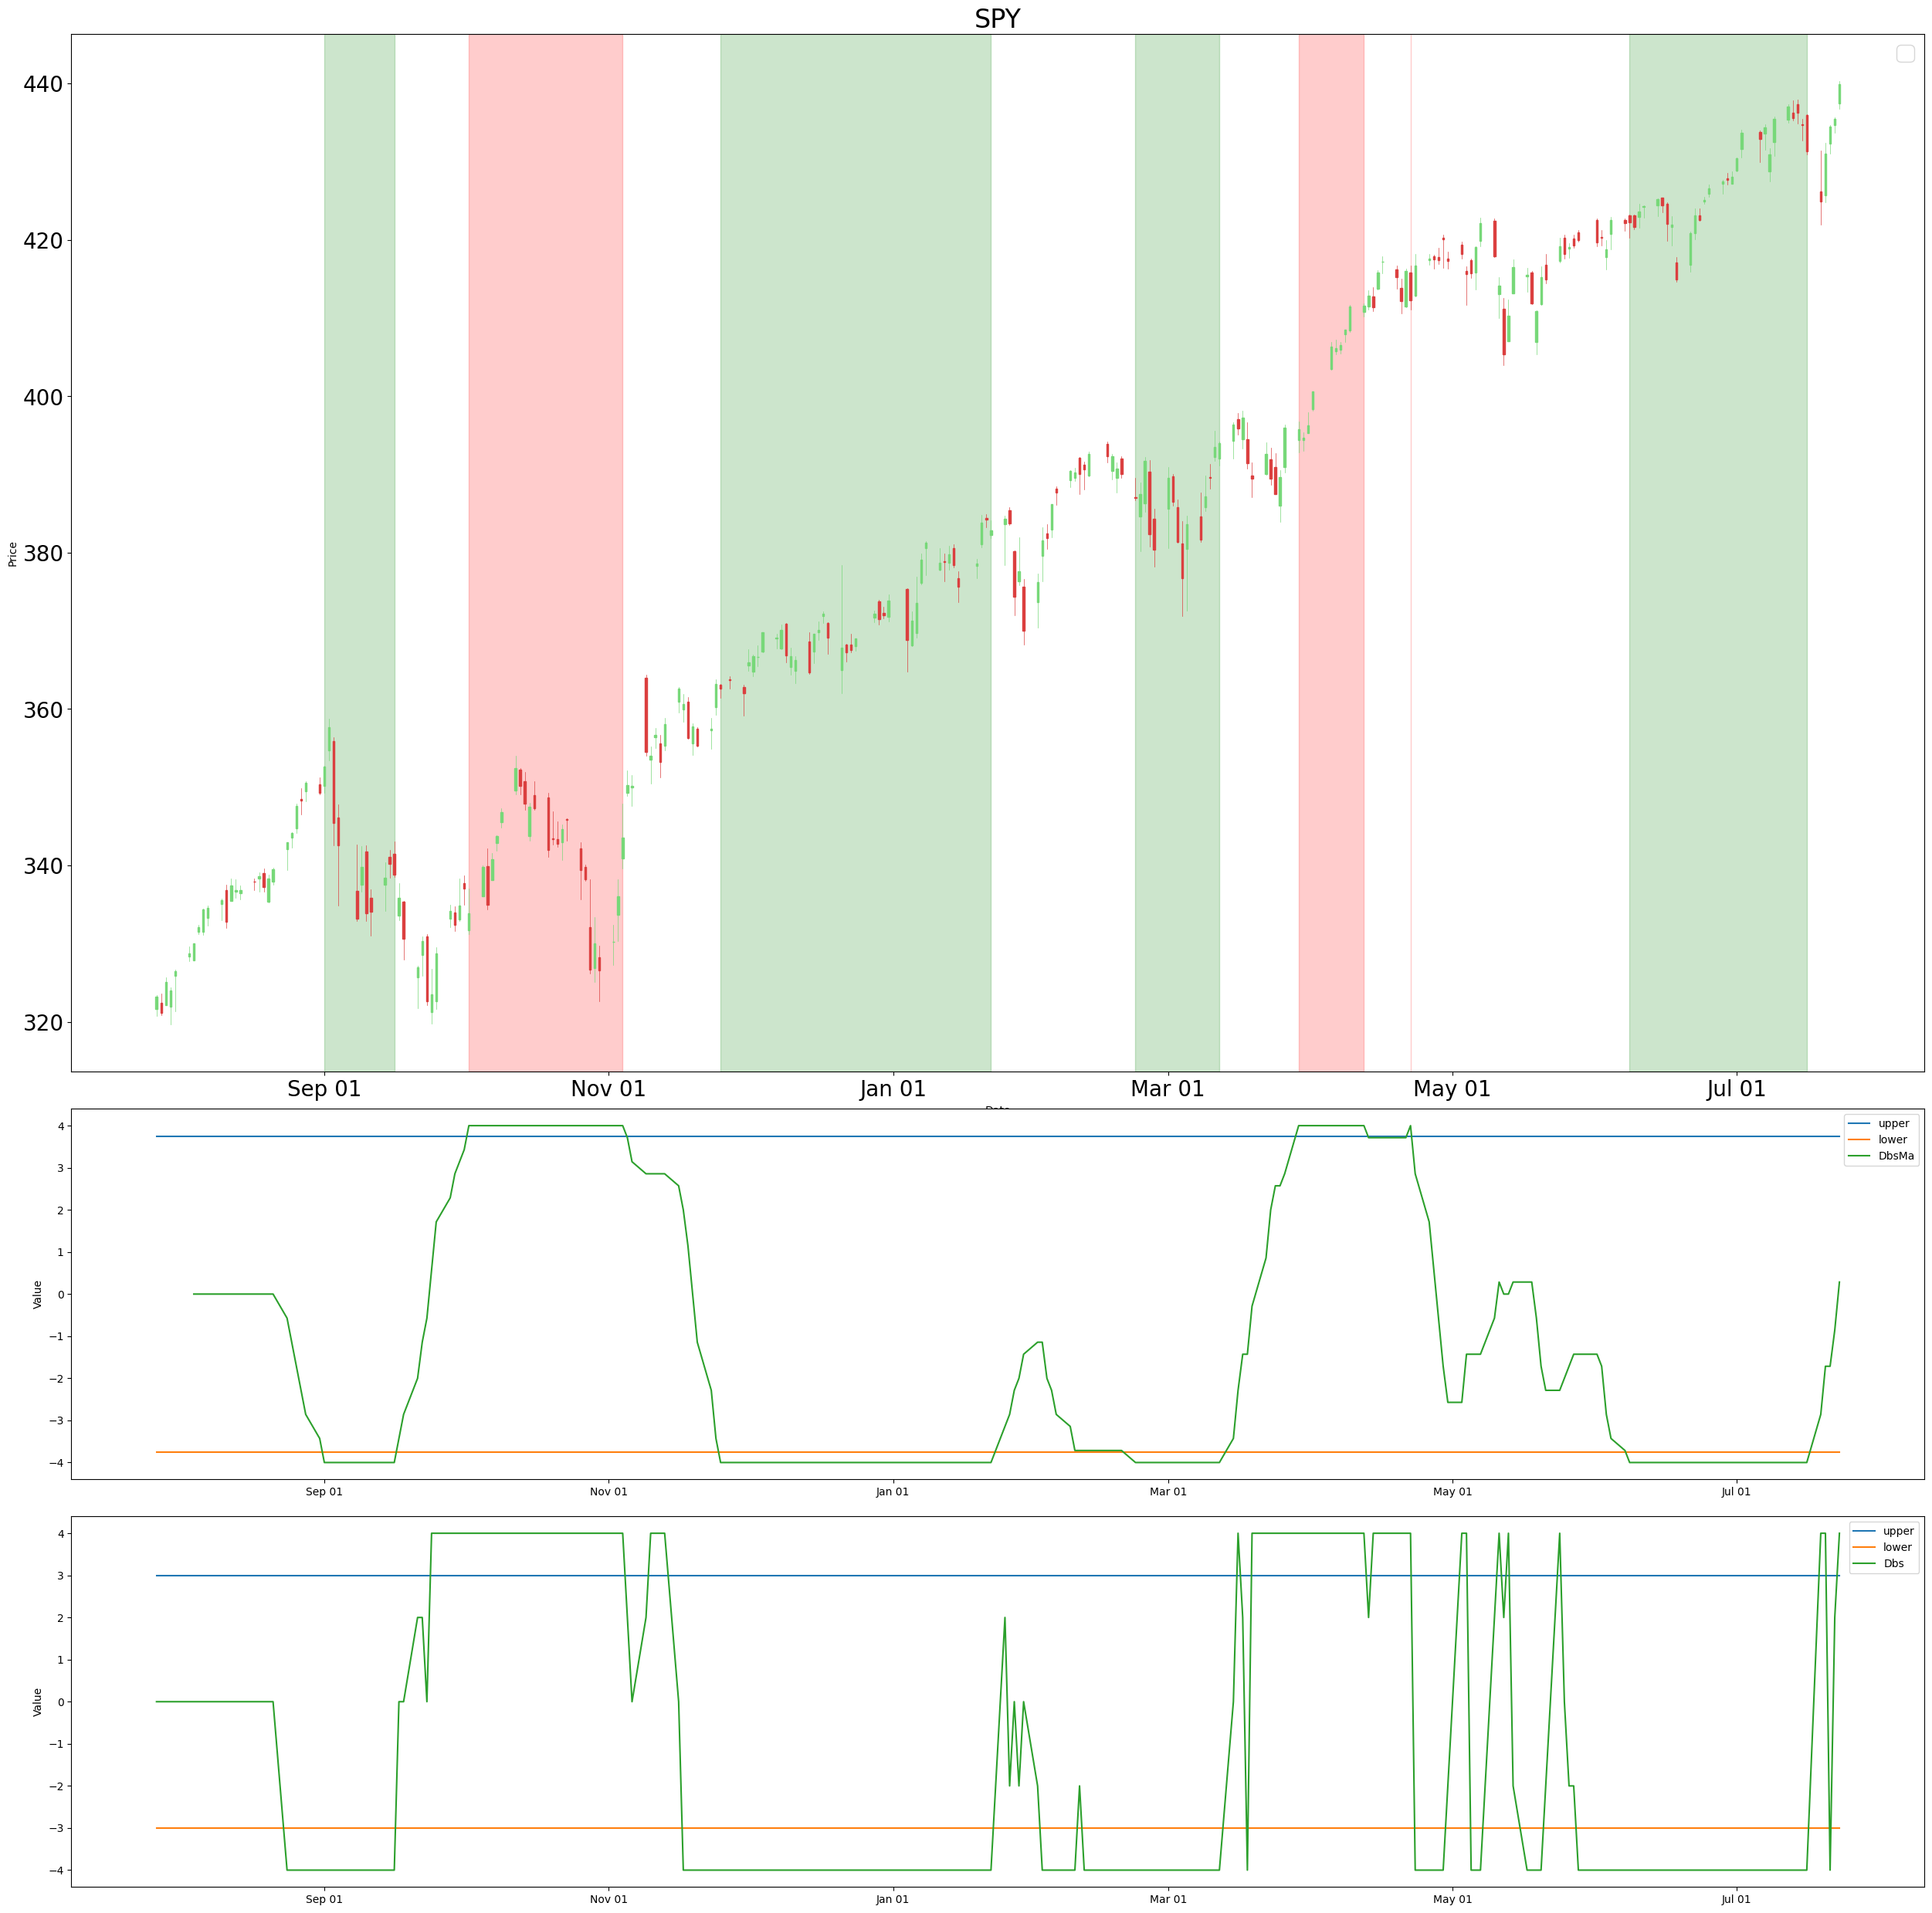 SPY
440
420
400
380
360
340
320
Price
Sep 01
Nov 01
Jan 01
Mar 01
May 01
Jul 01
4
3
2
1
0
−1
−2
−3
−4
Value
upper
lower
DbsMa
Sep 01
Nov 01
Jan 01
Mar 01
May 01
Jul 01
4
3
2
1
0
−1
−2
−3
−4
Value
upper
lower
Dbs
Sep 01
Nov 01
Jan 01
Mar 01
May 01
Jul 01